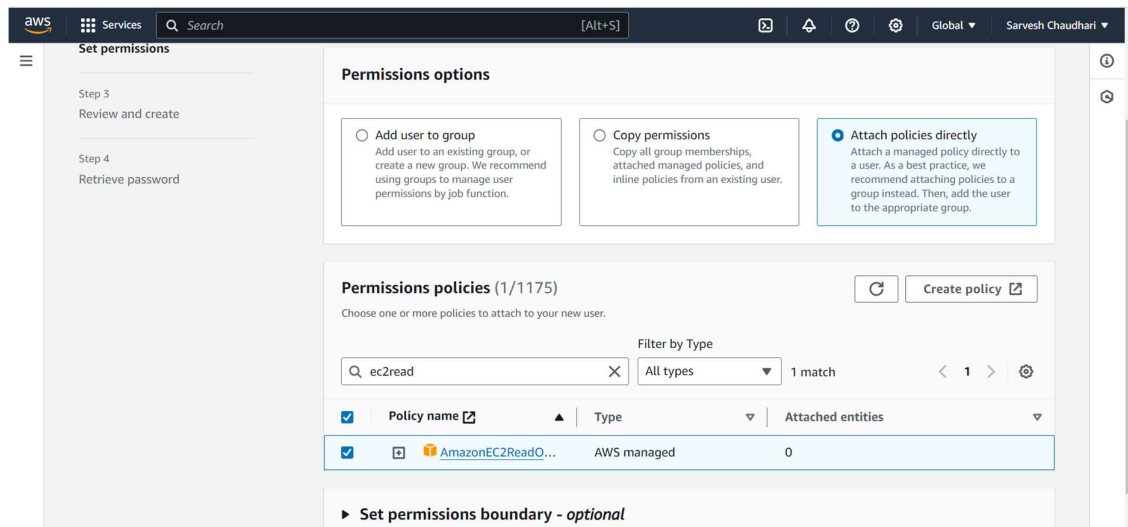 aws
Services
Search
[Alt+S]
Global
Sarvesh Chaudhari
Set permissions
Step 3
Review and create
Step 4
Retrieve password
Permissions options
Add user to group
Add user to an existing group, or
create a new group. We recommend
using groups to manage user
permissions by job function.
Copy permissions
Copy all group memberships,
attached managed policies, and
inline policies from an existing user.
Attach policies directly
Attach a managed policy directly to
a user. As a best practice, we
recommend attaching policies to a
group instead. Then, add the user
to the appropriate group.
Permissions policies (1/1175)
Create policy
Choose one or more policies to attach to your new user.
Filter by Type
ec2read
All types
1 match
1
Policy name
Type
Attached entities
AmazonEC2ReadO...
AWS managed
0
Set permissions boundary - optional